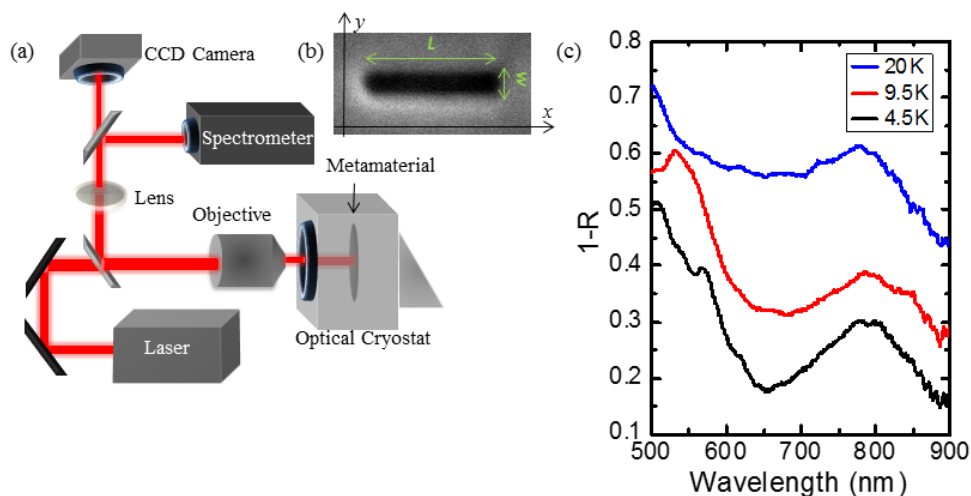 (a)
CCD Camera
Spectrometer
Lens
Objective
Metamaterial
Optical Cryostat
Laser
(b)
y
L
W
x
(c)
0.8
0.7
0.6
0.5
0.4
0.3
0.2
0.1
1-R
20K
9.5K
4.5K
500 600 700 800 900
Wavelength (nm)